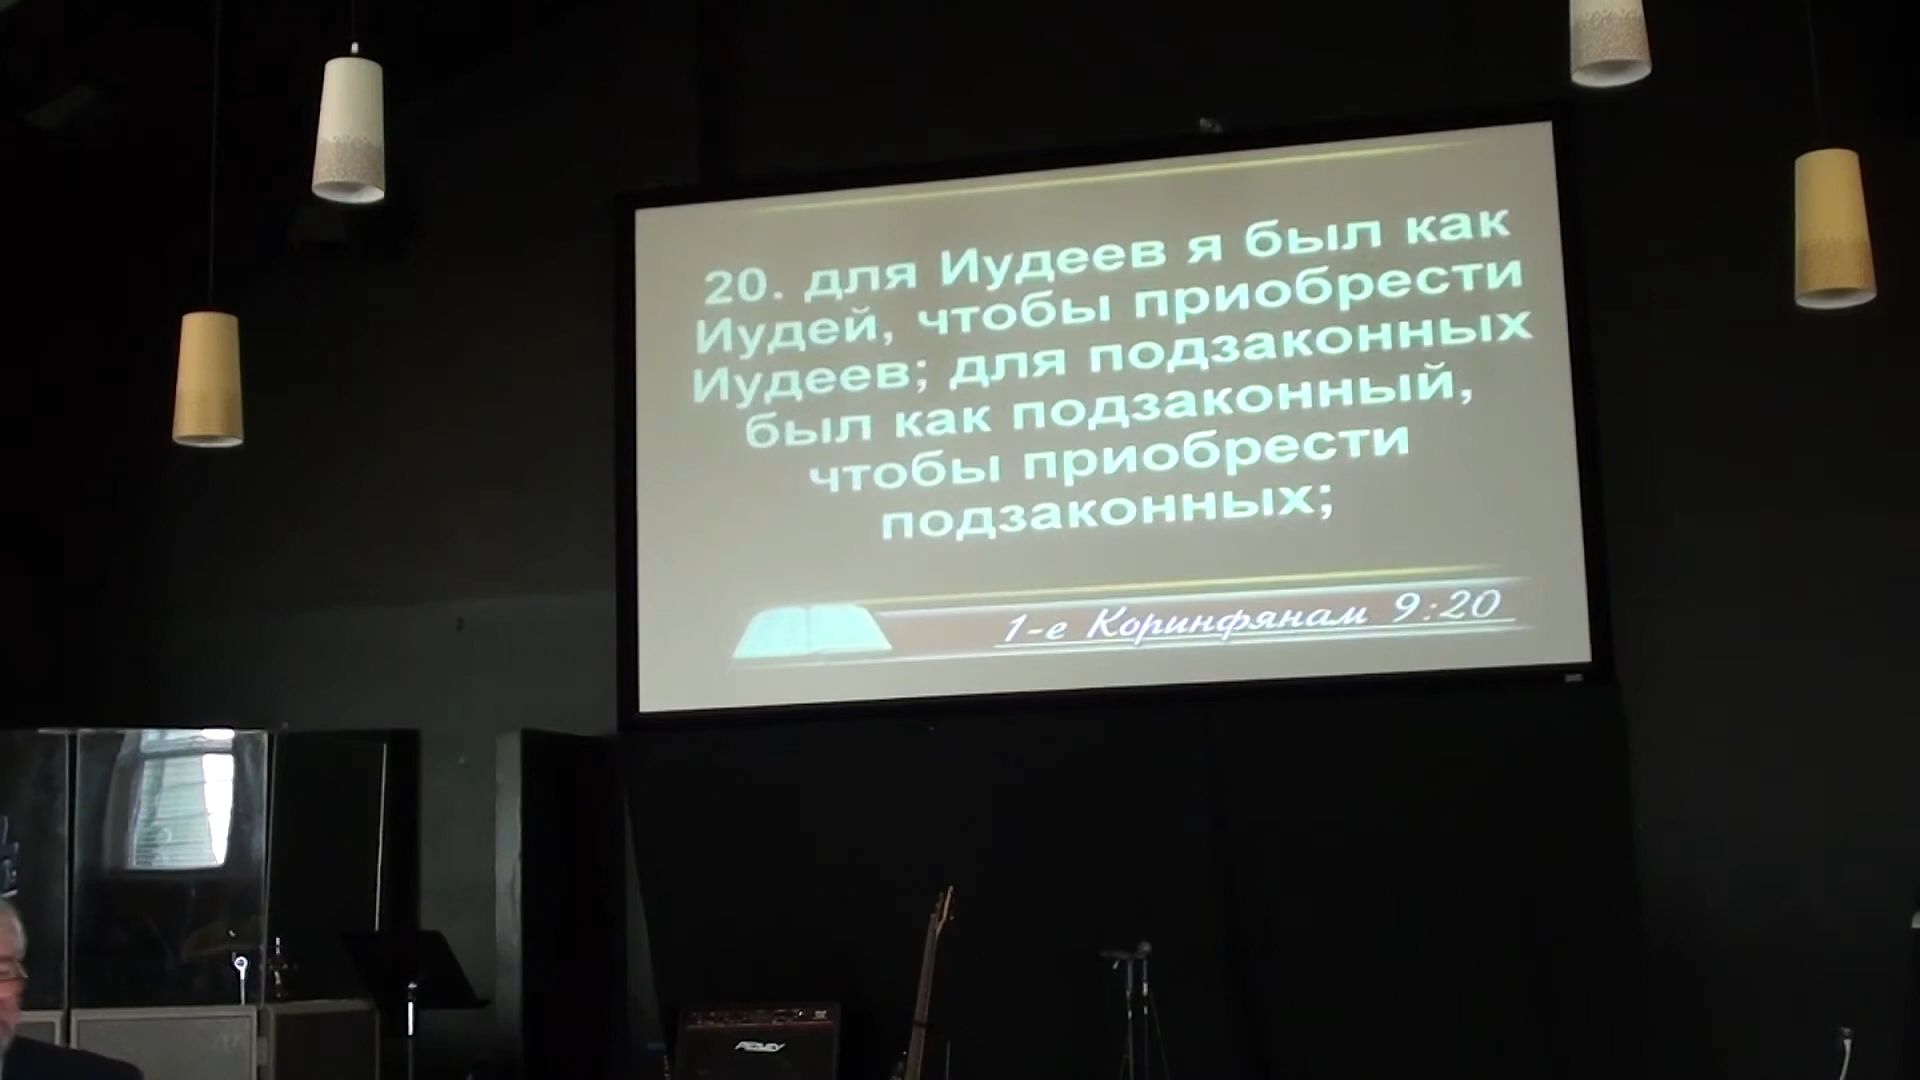 20. для Иудеев я был как
Иудей, чтобы приобрести
Иудеев; для подзаконных
был как подзаконный,
чтобы приобрести
подзаконных;
1-е Коринфянам 9:20
PEAVEY